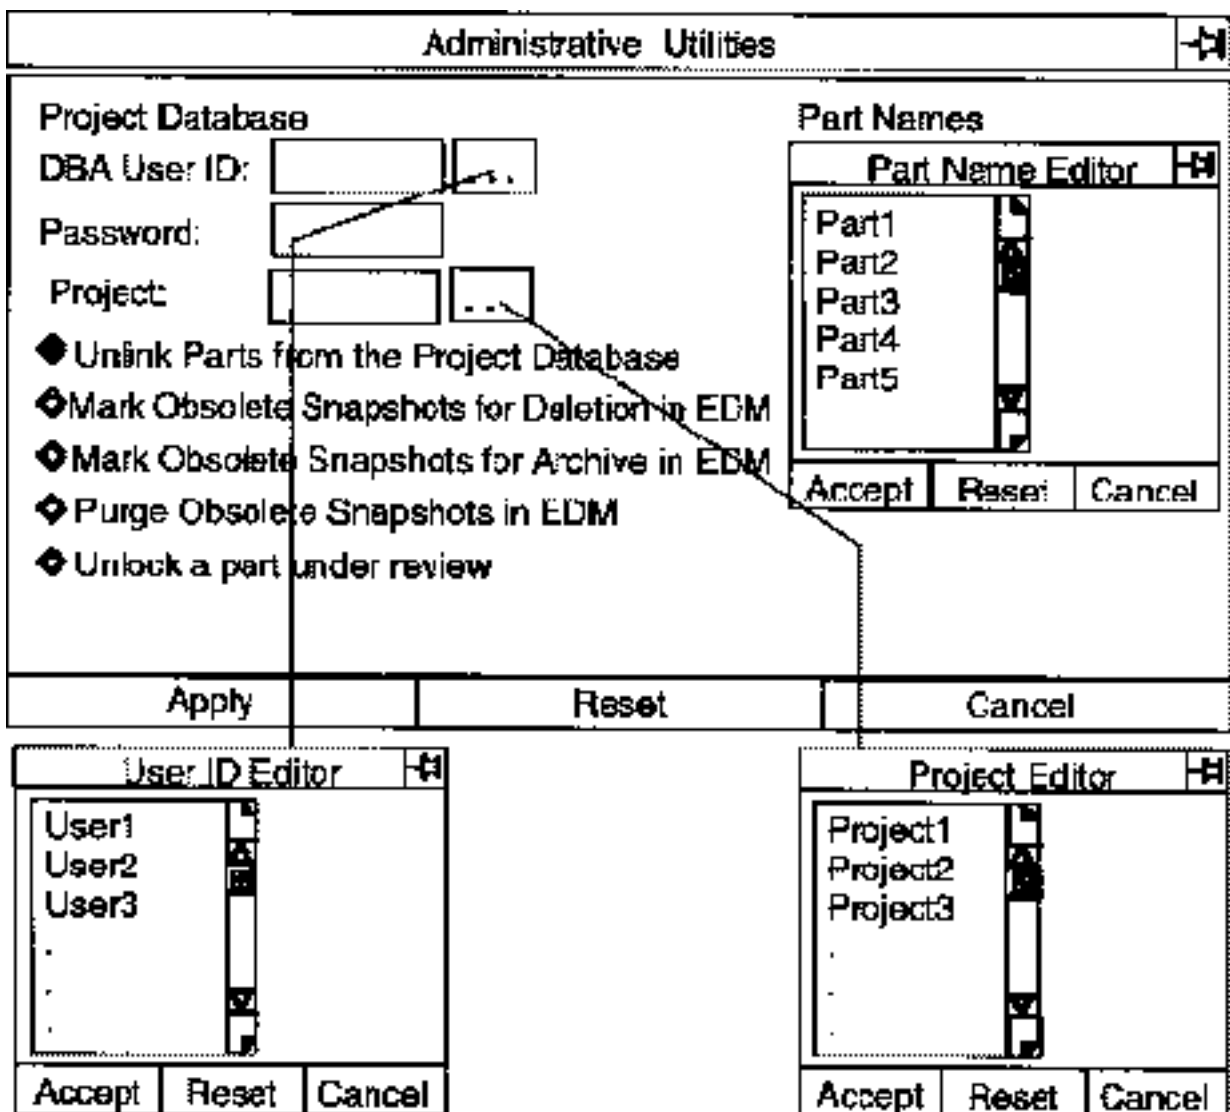 Administrative Utilities
Project Database
DBA User ID:
...
Password:
Project:
...
Unlink Parts from the Project Database
Mark Obsolete Snapshots for Deletion in EDM
Mark Obsolete Snapshots for Archive in EDM
Purge Obsolete Snapshots in EDM
Unlock a part under review
Part Names
Part Name Editor
Part1
Part2
Part3
Part4
Part5
Accept Reset Cancel
Apply Reset Cancel
User ID Editor
User1
User2
User3
.
.
.
Accept Reset Cancel
Project Editor
Project1
Project2
Project3
.
.
.
Accept Reset Cancel